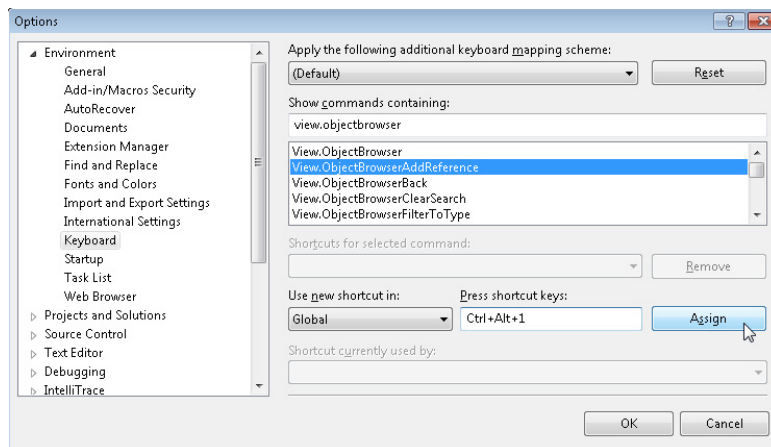 Options
Environment
General
Add-in/Macros Security
AutoRecover
Documents
Extension Manager
Find and Replace
Fonts and Colors
Import and Export Settings
International Settings
Keyboard
Startup
Task List
Web Browser
Projects and Solutions
Source Control
Text Editor
Debugging
IntelliTrace
Apply the following additional keyboard mapping scheme:
(Default)
Reset
Show commands containing:
view.objectbrowser
View.ObjectBrowser
View.ObjectBrowserAddReference
View.ObjectBrowserBack
View.ObjectBrowserClearSearch
View.ObjectBrowserFilterToType
Shortcuts for selected command:
Remove
Use new shortcut in:
Press shortcut keys:
Global
Ctrl+Alt+1
Assign
Shortcut currently used by:
OK
Cancel